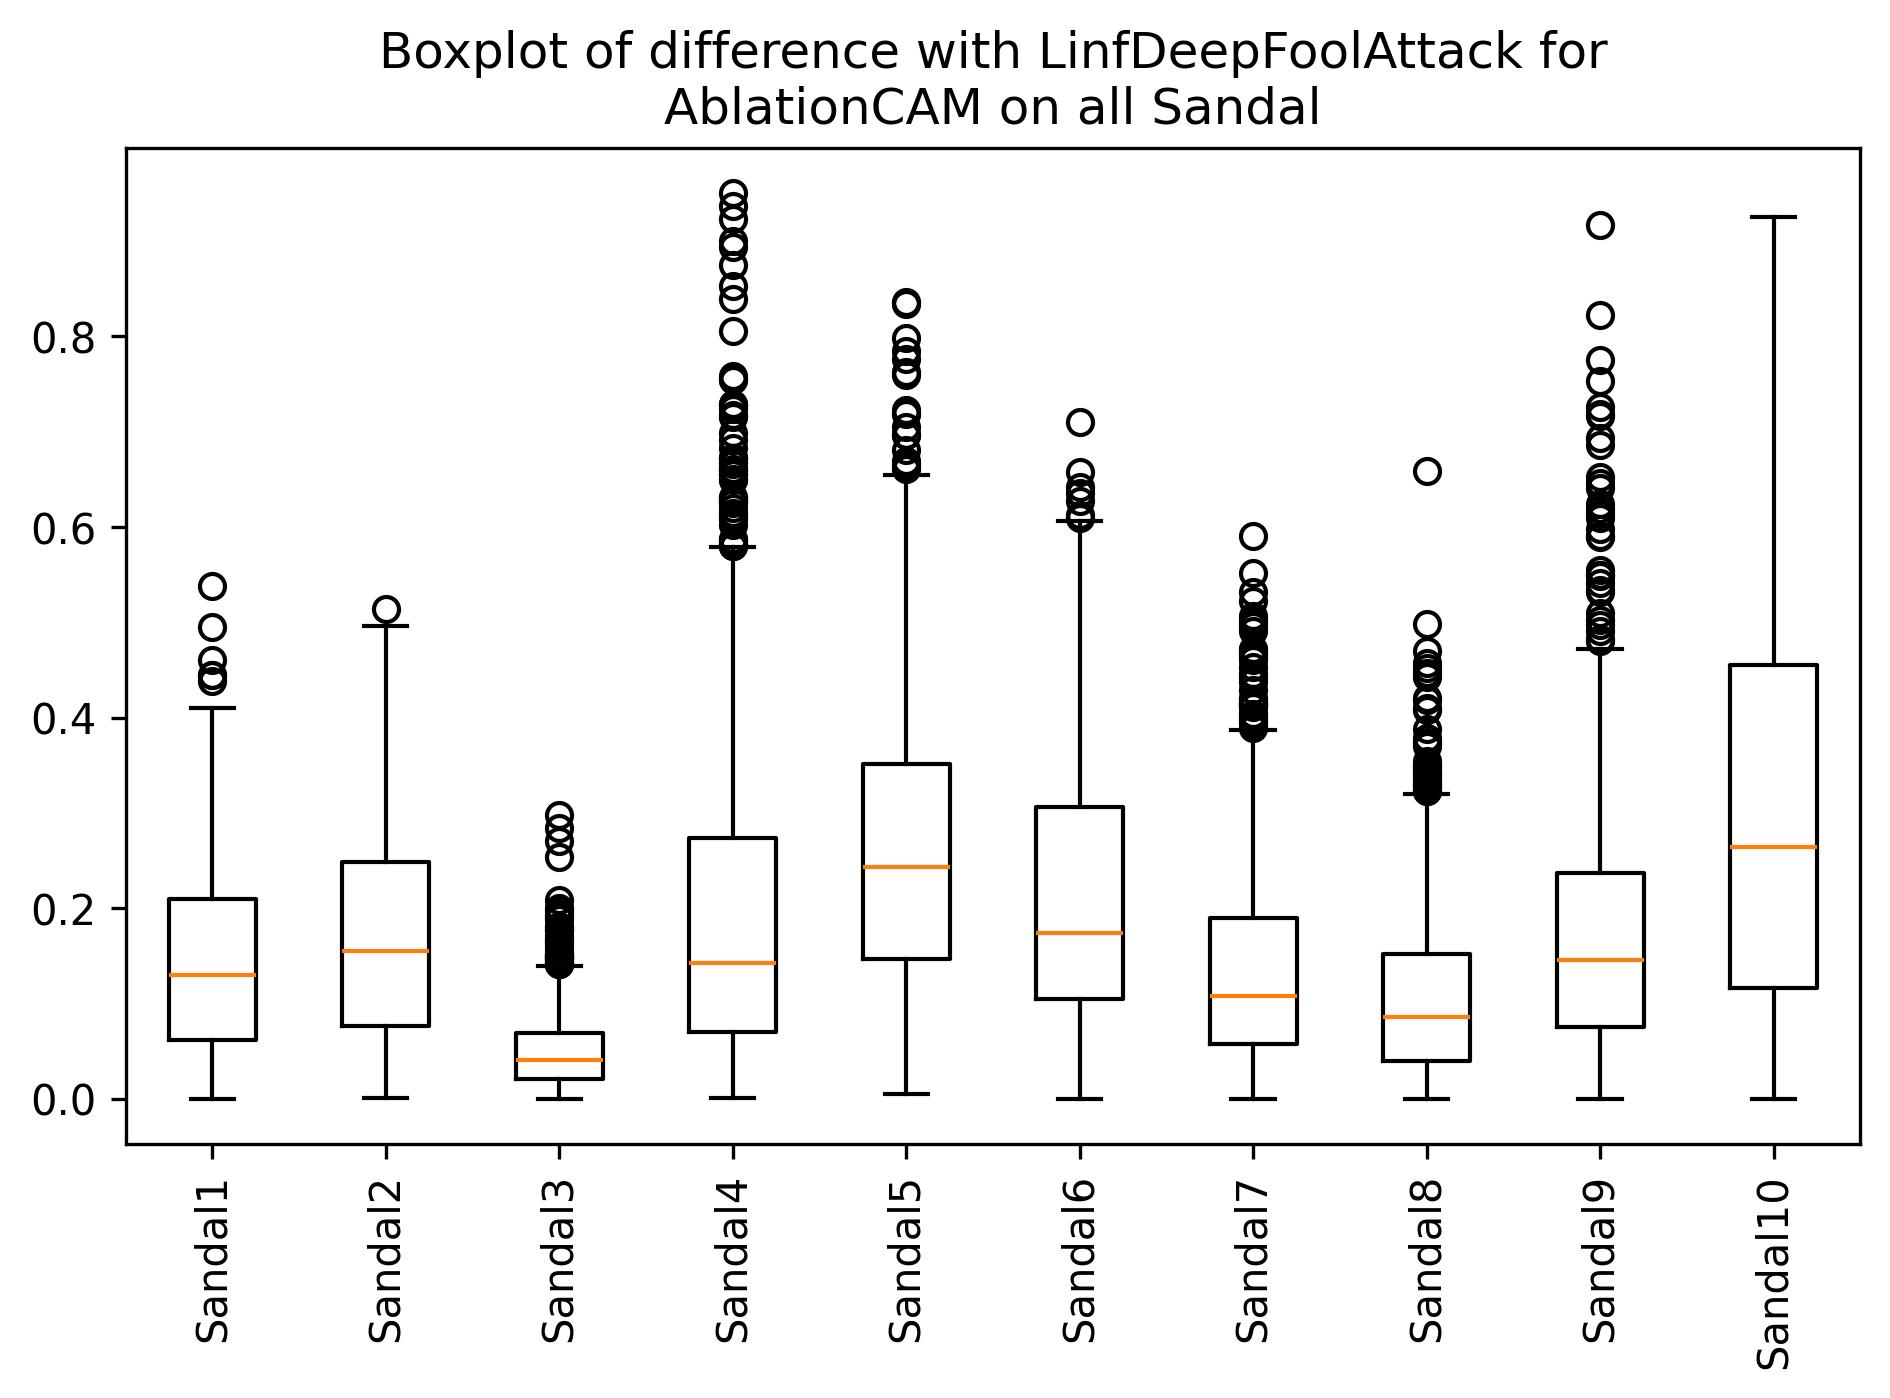 Boxplot of difference with LinfDeepFoolAttack for
AblationCAM on all Sandal
0.8
0.6
0.4
0.2
0.0
Sandal1
Sandal2
Sandal3
Sandal4
Sandal5
Sandal6
Sandal7
Sandal8
Sandal9
Sandal10